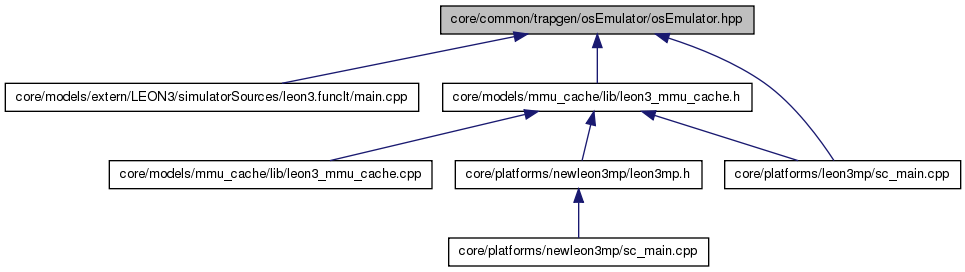 core/common/trapgen/osEmulator/osEmulator.hpp
core/models/extern/LEON3/simulatorSources/leon3.funclt/main.cpp
core/models/mmu_cache/lib/leon3_mmu_cache.h
core/models/mmu_cache/lib/leon3_mmu_cache.cpp
core/platforms/newleon3mp/leon3mp.h
core/platforms/leon3mp/sc_main.cpp
core/platforms/newleon3mp/sc_main.cpp